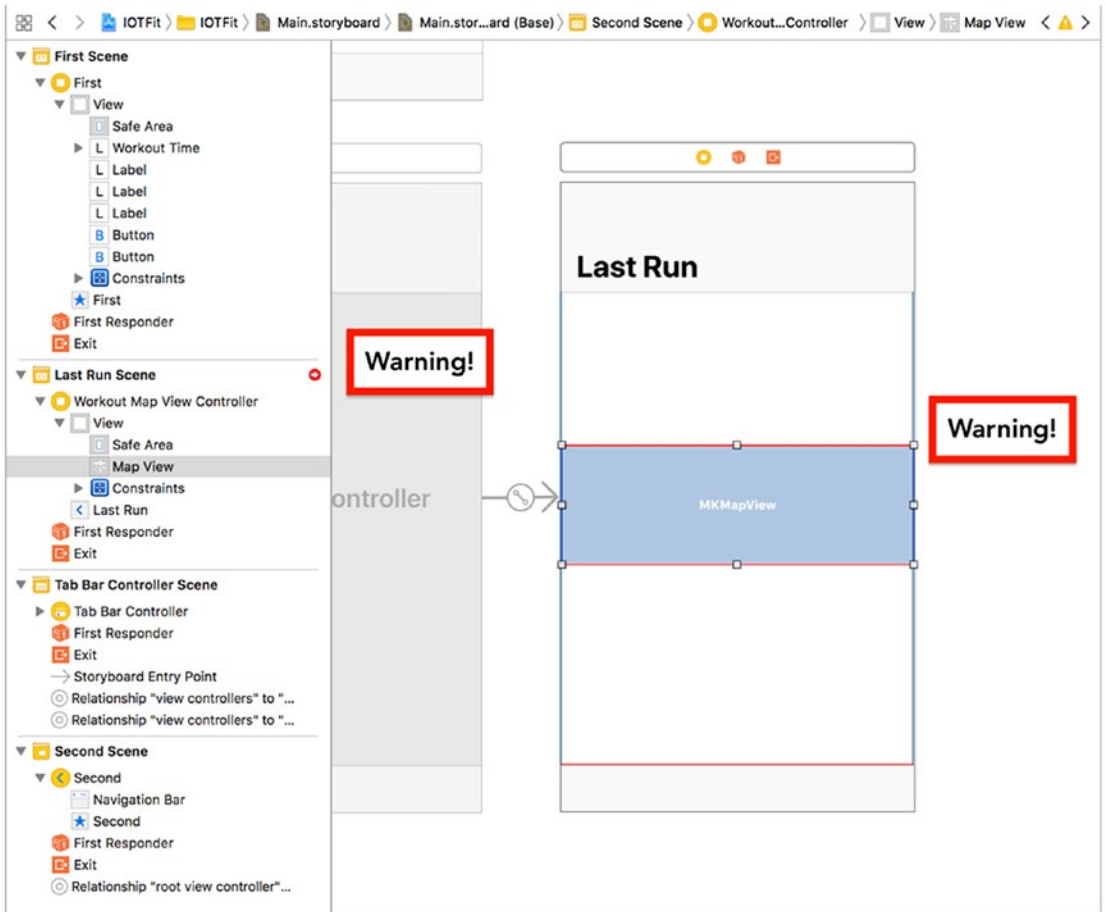 IOTFit IOTFit Main.storyboard Main.stor...ard (Base) Second Scene Workout...Controller View Map View
First Scene
First
View
Safe Area
L Workout Time
L Label
L Label
L Label
B Button
B Button
Constraints
First
First Responder
Exit
Last Run Scene
Workout Map View Controller
View
Safe Area
Map View
Constraints
Last Run
First Responder
Exit
Tab Bar Controller Scene
Tab Bar Controller
First Responder
Exit
Storyboard Entry Point
Relationship "view controllers" to "...
Relationship "view controllers" to "...
Second Scene
Second
Navigation Bar
Second
First Responder
Exit
Relationship "root view controller"...
Warning!
ontroller
Last Run
MKMapView
Warning!